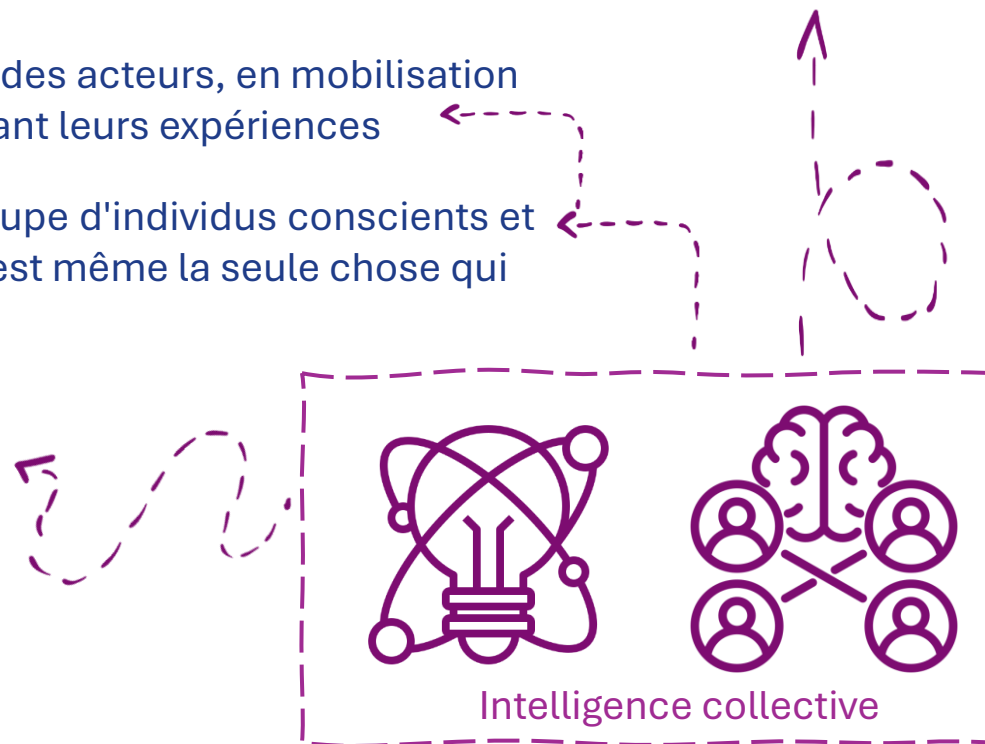 des acteurs, en mobilisation
ant leurs expériences
upe d'individus conscients et
est même la seule chose qui
Intelligence collective